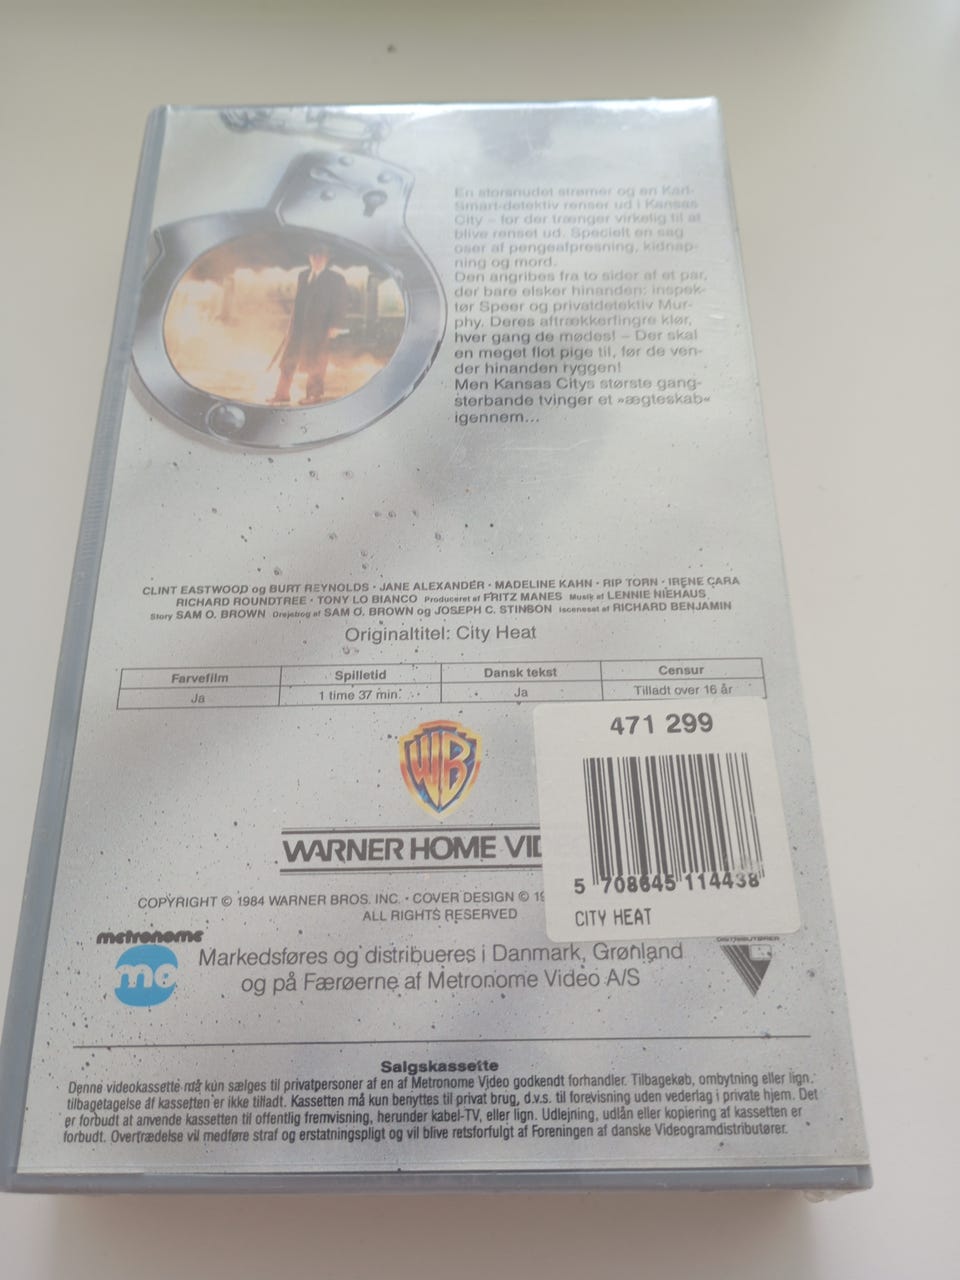 En storsnudet strømer og en Karl-
Smart-detektiv renser ud i Kansas
City – for der trænger virkelig til at
blive renset ud. Specielt en sag
oser af pengeafpresning, kidnap-
ning og mord.
Den angribes fra to sider af et par,
der bare elsker hinanden: inspek-
tør Speer og privatdetektiv Mur-
phy. Deres aftrækkerfingre klør,
hver gang de mødes! – Der skal
en meget flot pige til, før de ven-
der hinanden ryggen!
Men Kansas Citys største gang-
sterbande tvinger et »ægteskab«
igennem...
CLINT EASTWOOD og BURT REYNOLDS · JANE ALEXANDER · MADELINE KAHN · RIP TORN · IRENE CARA
RICHARD ROUNDTREE · TONY LO BIANCO Produceret af FRITZ MANES Musik af LENNIE NIEHAUS
Story SAM O. BROWN Drejebog af SAM O. BROWN og JOSEPH C. STINSON Iscenesat af RICHARD BENJAMIN
Originaltitel: City Heat
Farvefilm Spilletid Dansk tekst Censur
Ja 1 time 37 min. Ja Tilladt over 16 år
471 299
WB
WARNER HOME VID
5 708645 114438
CITY HEAT
COPYRIGHT © 1984 WARNER BROS. INC. · COVER DESIGN © 19
ALL RIGHTS RESERVED
metronome
me
Markedsføres og distribueres i Danmark, Grønland
og på Færøerne af Metronome Video A/S
DISTRIBUTØRER
Salgskassette
Denne videokassette må kun sælges til privatpersoner af en af Metronome Video godkendt forhandler. Tilbagekøb, ombytning eller lign.
tilbagetagelse af kassetten er ikke tilladt. Kassetten må kun benyttes til privat brug, d.v.s. til forevisning uden vederlag i private hjem. Det
er forbudt at anvende kassetten til offentlig fremvisning, herunder kabel-TV, eller lign. Udlejning, udlån eller kopiering af kassetten er
forbudt. Overtrædelse vil medføre straf og erstatningspligt og vil blive retsforfulgt af Foreningen af danske Videogramdistributører.